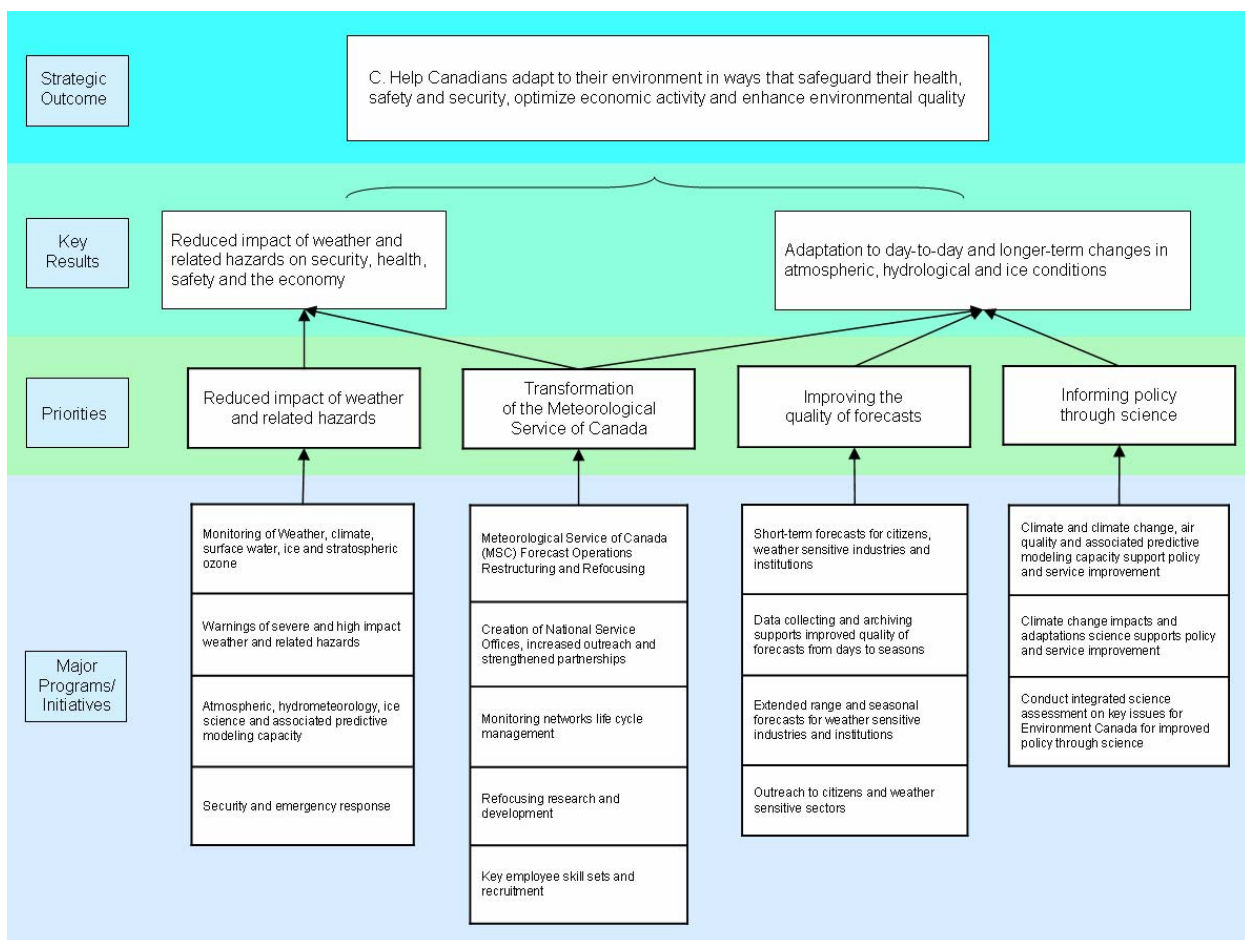 Strategic
Outcome
C. Help Canadians adapt to their environment in ways that safeguard their health,
safety and security, optimize economic activity and enhance environmental quality
Key
Results
Reduced impact of weather and
related hazards on security, health,
safety and the economy
Adaptation to day-to-day and longer-term changes in
atmospheric, hydrological and ice conditions
Priorities
Reduced impact of weather
and related hazards
Transformation
of the Meteorological
Service of Canada
Improving the
quality of forecasts
Informing policy
through science
Major
Programs/
Initiatives
Monitoring of Weather, climate,
surface water, ice and stratospheric
ozone
Warnings of severe and high impact
weather and related hazards
Atmospheric, hydrometeorology, ice
science and associated predictive
modeling capacity
Security and emergency response
Meteorological Service of Canada
(MSC) Forecast Operations
Restructuring and Refocusing
Creation of National Service
Offices, increased outreach and
strengthened partnerships
Monitoring networks life cycle
management
Refocusing research and
development
Key employee skill sets and
recruitment
Short-term forecasts for citizens,
weather sensitive industries and
institutions
Data collecting and archiving
supports improved quality of
forecasts from days to seasons
Extended range and seasonal
forecasts for weather sensitive
industries and institutions
Outreach to citizens and weather
sensitive sectors
Climate and climate change, air
quality and associated predictive
modeling capacity support policy
and service improvement
Climate change impacts and
adaptations science supports policy
and service improvement
Conduct integrated science
assessment on key issues for
Environment Canada for improved
policy through science